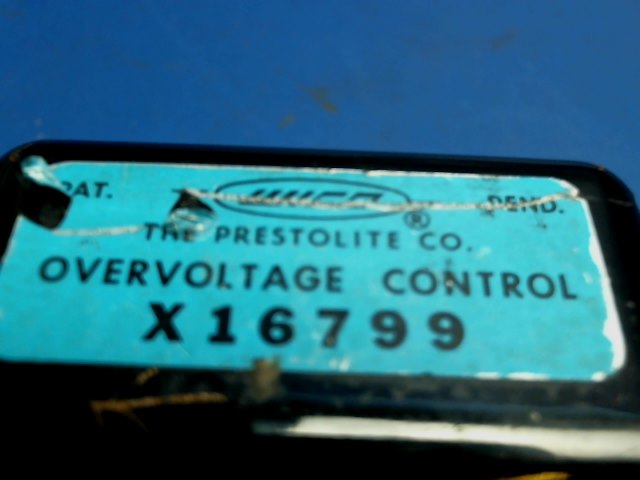 PAT. PEND.
®
THE PRESTOLITE CO.
OVERVOLTAGE CONTROL
X16799